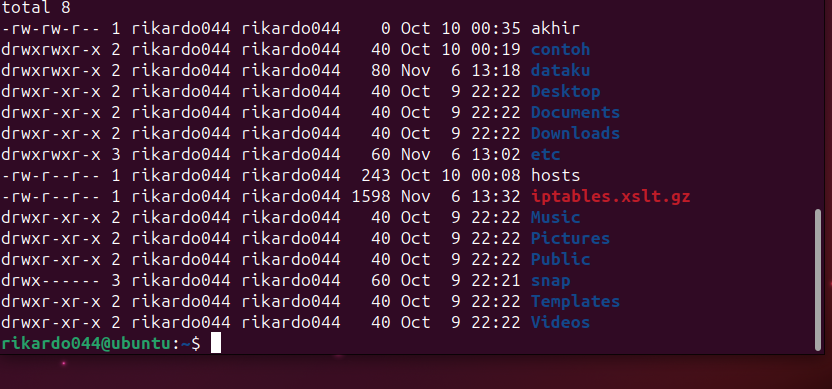 total 8
-rw-rw-r-- 1 rikardo044 rikardo044    0 Oct 10 00:35 akhir
drwxrwxr-x 2 rikardo044 rikardo044   40 Oct 10 00:19 contoh
drwxrwxr-x 2 rikardo044 rikardo044   80 Nov  6 13:18 dataku
drwxr-xr-x 2 rikardo044 rikardo044   40 Oct  9 22:22 Desktop
drwxr-xr-x 2 rikardo044 rikardo044   40 Oct  9 22:22 Documents
drwxr-xr-x 2 rikardo044 rikardo044   40 Oct  9 22:22 Downloads
drwxrwxr-x 3 rikardo044 rikardo044   60 Nov  6 13:02 etc
-rw-r--r-- 1 rikardo044 rikardo044  243 Oct 10 00:08 hosts
-rw-r--r-- 1 rikardo044 rikardo044 1598 Nov  6 13:32 iptables.xslt.gz
drwxr-xr-x 2 rikardo044 rikardo044   40 Oct  9 22:22 Music
drwxr-xr-x 2 rikardo044 rikardo044   40 Oct  9 22:22 Pictures
drwxr-xr-x 2 rikardo044 rikardo044   40 Oct  9 22:22 Public
drwx------ 3 rikardo044 rikardo044   60 Oct  9 22:21 snap
drwxr-xr-x 2 rikardo044 rikardo044   40 Oct  9 22:22 Templates
drwxr-xr-x 2 rikardo044 rikardo044   40 Oct  9 22:22 Videos
rikardo044@ubuntu:~$